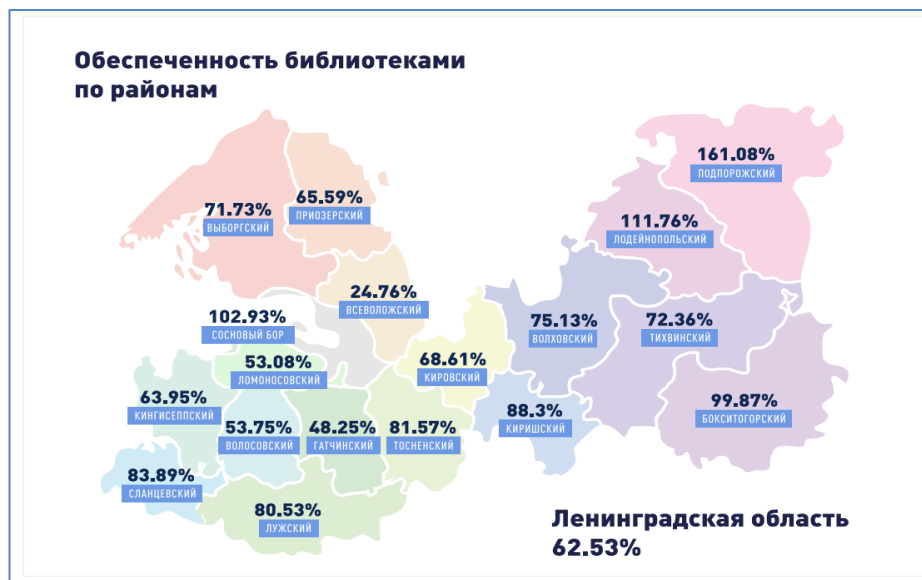 Обеспеченность библиотеками
по районам
161.08%
ПОДПОРОЖСКИЙ
65.59%
ПРИОЗЕРСКИЙ
71.73%
ВЫБОРГСКИЙ
111.76%
ЛОДЕЙНОПОЛЬСКИЙ
24.76%
ВСЕВОЛОЖСКИЙ
102.93%
СОСНОВЫЙ БОР
75.13%
ВОЛХОВСКИЙ
72.36%
ТИХВИНСКИЙ
53.08%
ЛОМОНОСОВСКИЙ
68.61%
КИРОВСКИЙ
63.95%
КИНГИСЕППСКИЙ
99.87%
БОКСИТОГОРСКИЙ
88.3%
КИРИШСКИЙ
53.75%
ВОЛОСОВСКИЙ
48.25%
ГАТЧИНСКИЙ
81.57%
ТОСНЕНСКИЙ
83.89%
СЛАНЦЕВСКИЙ
80.53%
ЛУЖСКИЙ
Ленинградская область
62.53%